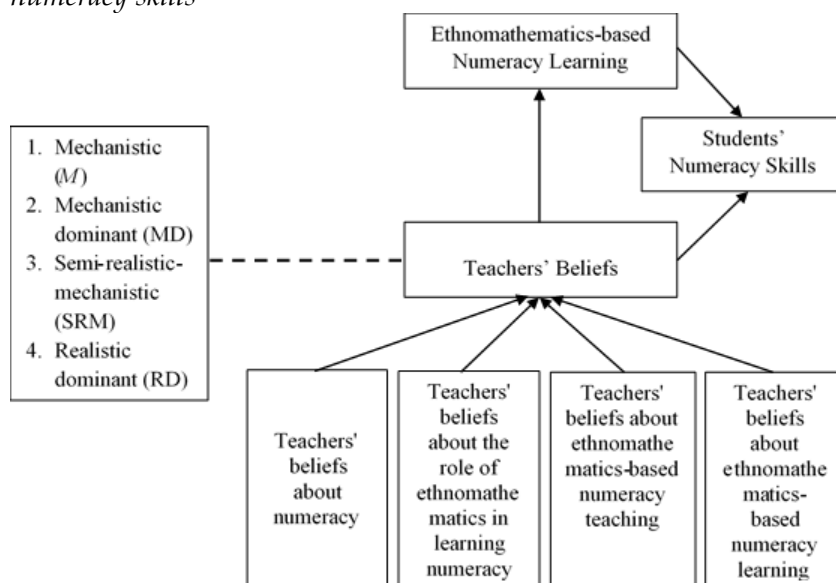 numeracy skills
Ethnomathematics-based
Numeracy Learning
Students'
Numeracy Skills
1. Mechanistic
(M)
2. Mechanistic
dominant (MD)
3. Semi-realistic-
mechanistic
(SRM)
4. Realistic
dominant (RD)
Teachers' Beliefs
Teachers'
beliefs
about
numeracy
Teachers'
beliefs
about the
role of
ethnomathe
matics in
learning
numeracy
Teachers'
beliefs about
ethnomathe
matics-based
numeracy
teaching
Teachers'
beliefs
about
ethnomathe
matics-
based
numeracy
learning